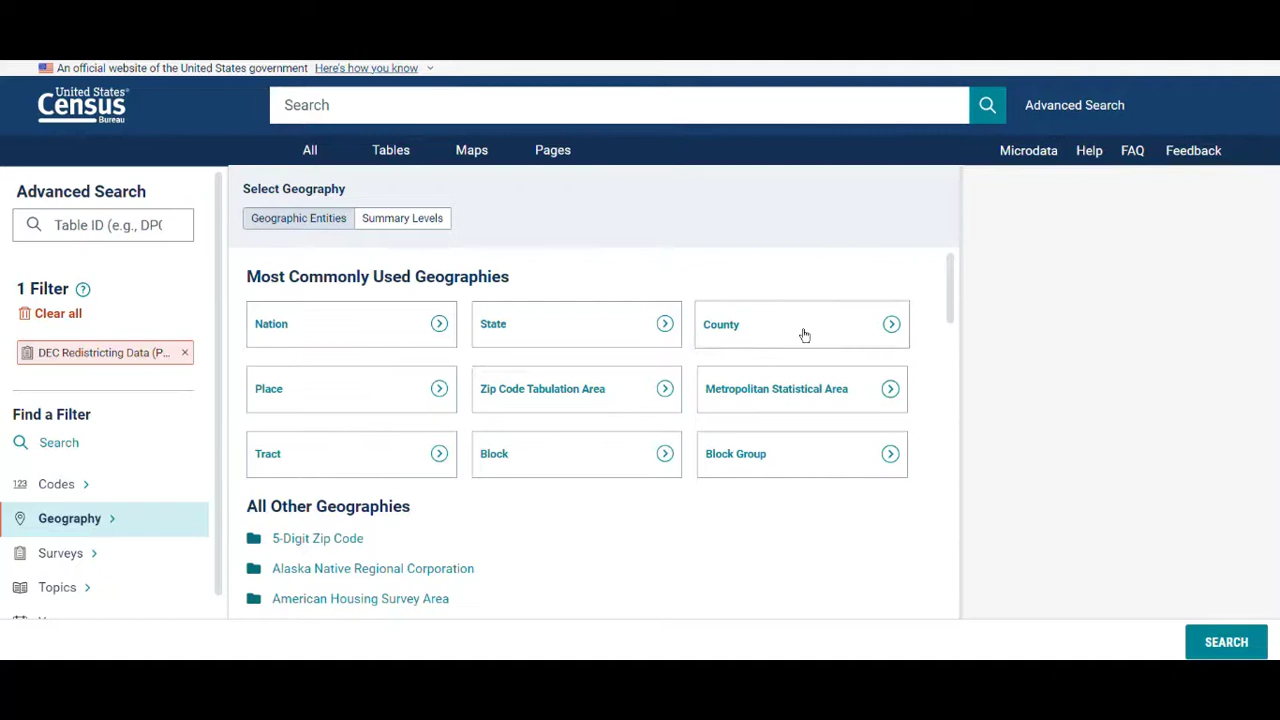 An official website of the United States government Here's how you know
United States®
Census
Bureau
Search
Advanced Search
All Tables Maps Pages
Microdata Help FAQ Feedback
Advanced Search
Table ID (e.g., DP0
1 Filter
Clear all
DEC Redistricting Data (P... ×
Find a Filter
Search
123 Codes
Geography
Surveys
Topics
Select Geography
Geographic Entities Summary Levels
Most Commonly Used Geographies
Nation State County
Place Zip Code Tabulation Area Metropolitan Statistical Area
Tract Block Block Group
All Other Geographies
5-Digit Zip Code
Alaska Native Regional Corporation
American Housing Survey Area
SEARCH